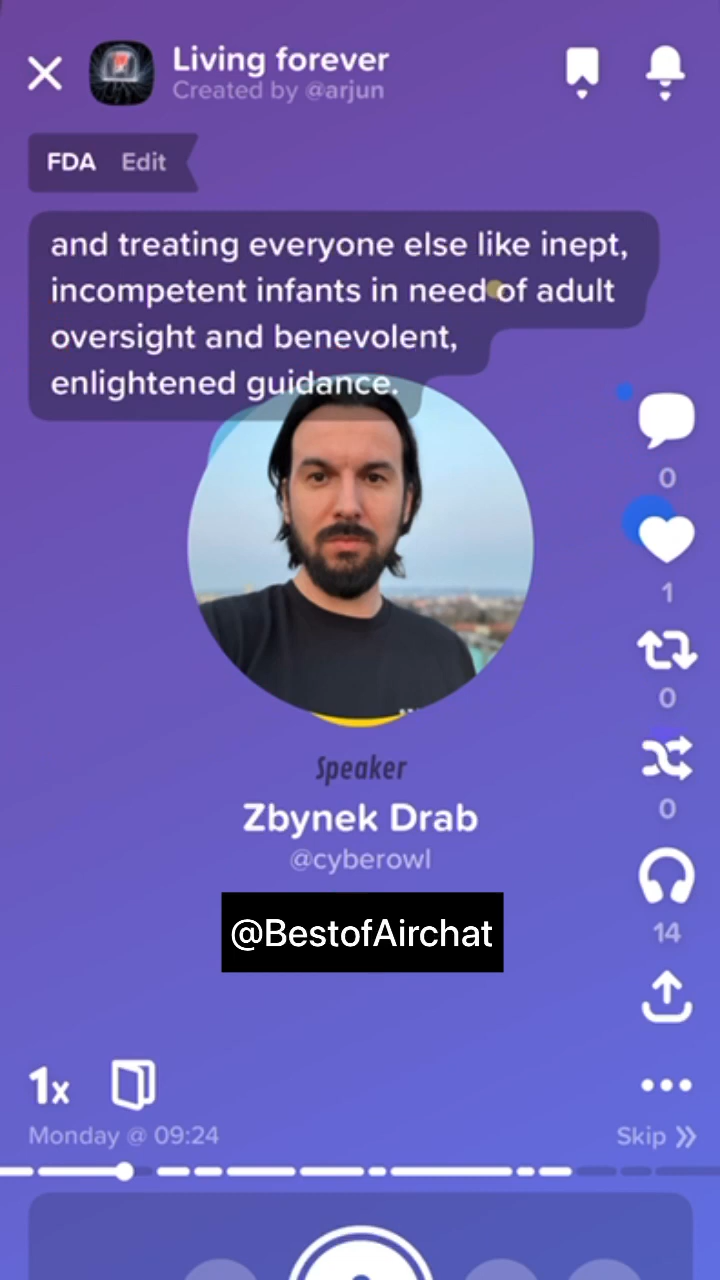 Living forever
Created by @arjun
FDA Edit
and treating everyone else like inept,
incompetent infants in need of adult
oversight and benevolent,
enlightened guidance.
0
1
0
0
14
Speaker
Zbynek Drab
@cyberowl
@BestofAirchat
1x
Monday @ 09:24
Skip